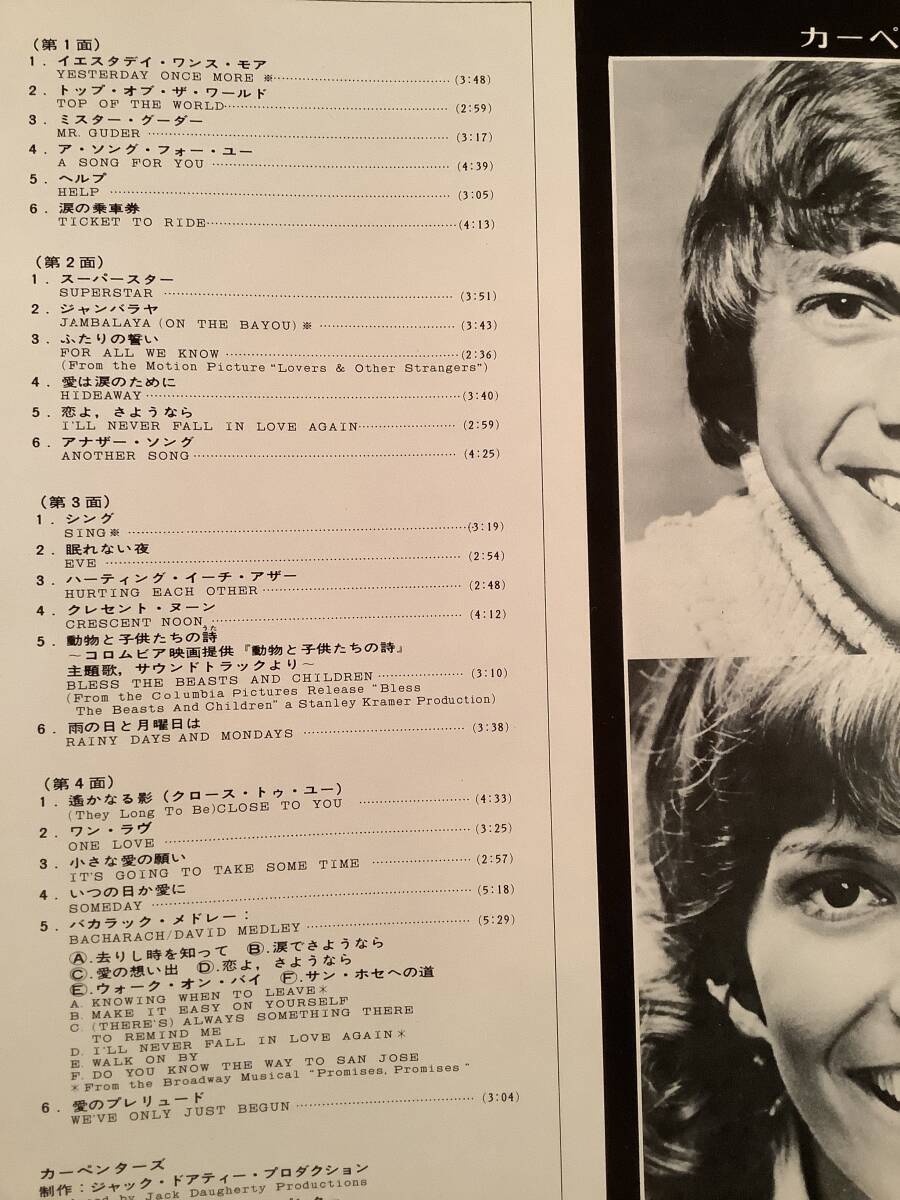 カーペ
(第1面)
1. イエスタデイ・ワンス・モア
YESTERDAY ONCE MORE ※ (3:48)
2. トップ・オブ・ザ・ワールド
TOP OF THE WORLD (2:59)
3. ミスター・グーダー
MR. GUDER (3:17)
4. ア・ソング・フォー・ユー
A SONG FOR YOU (4:39)
5. ヘルプ
HELP (3:05)
6. 涙の乗車券
TICKET TO RIDE (4:13)
(第2面)
1. スーパースター
SUPERSTAR (3:51)
2. ジャンバラヤ
JAMBALAYA (ON THE BAYOU) ※ (3:43)
3. ふたりの誓い
FOR ALL WE KNOW (2:36)
(From the Motion Picture "Lovers & Other Strangers")
4. 愛は涙のために
HIDEAWAY (3:40)
5. 恋よ, さようなら
I'LL NEVER FALL IN LOVE AGAIN (2:59)
6. アナザー・ソング
ANOTHER SONG (4:25)
(第3面)
1. シング
SING※ (3:19)
2. 眠れない夜
EVE (2:54)
3. ハーティング・イーチ・アザー
HURTING EACH OTHER (2:48)
4. クレセント・ヌーン
CRESCENT NOON (4:12)
5. 動物と子供たちの詩
うた
～コロムビア映画提供『動物と子供たちの詩』
主題歌, サウンドトラックより～
BLESS THE BEASTS AND CHILDREN (3:10)
(From the Columbia Pictures Release "Bless
The Beasts And Children" a Stanley Kramer Production)
6. 雨の日と月曜日は
RAINY DAYS AND MONDAYS (3:38)
(第4面)
1. 遙かなる影 (クロース・トゥ・ユー)
(They Long To Be)CLOSE TO YOU (4:33)
2. ワン・ラヴ
ONE LOVE (3:25)
3. 小さな愛の願い
IT'S GOING TO TAKE SOME TIME (2:57)
4. いつの日か愛に
SOMEDAY (5:18)
5. バカラック・メドレー:
BACHARACH/DAVID MEDLEY (5:29)
Ⓐ.去りし時を知って Ⓑ.涙でさようなら
Ⓒ.愛の想い出 Ⓓ.恋よ, さようなら
Ⓔ.ウォーク・オン・バイ Ⓕ.サン・ホセへの道
A. KNOWING WHEN TO LEAVE＊
B. MAKE IT EASY ON YOURSELF
C. (THERE'S) ALWAYS SOMETHING THERE
TO REMIND ME
D. I'LL NEVER FALL IN LOVE AGAIN＊
E. WALK ON BY
F. DO YOU KNOW THE WAY TO SAN JOSE
＊From the Broadway Musical "Promises, Promises"
6. 愛のプレリュード
WE'VE ONLY JUST BEGUN (3:04)
カーペンターズ
制作：ジャック・ドアティー・プロダクション
by Jack Daugherty Productions